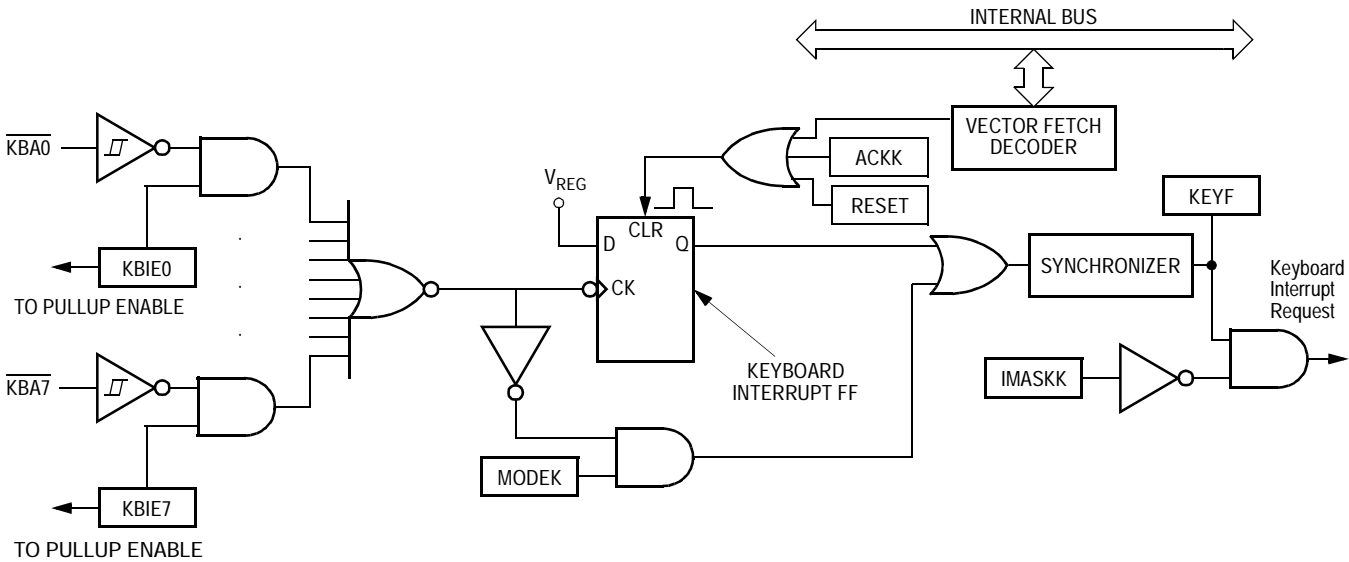 INTERNAL BUS
KBA0
VECTOR FETCH
DECODER
ACKK
VREG
RESET
KEYF
CLR
D
Q
KBIE0
SYNCHRONIZER
Keyboard
Interrupt
Request
CK
TO PULLUP ENABLE
KBA7
KEYBOARD
INTERRUPT FF
IMASKK
MODEK
KBIE7
TO PULLUP ENABLE